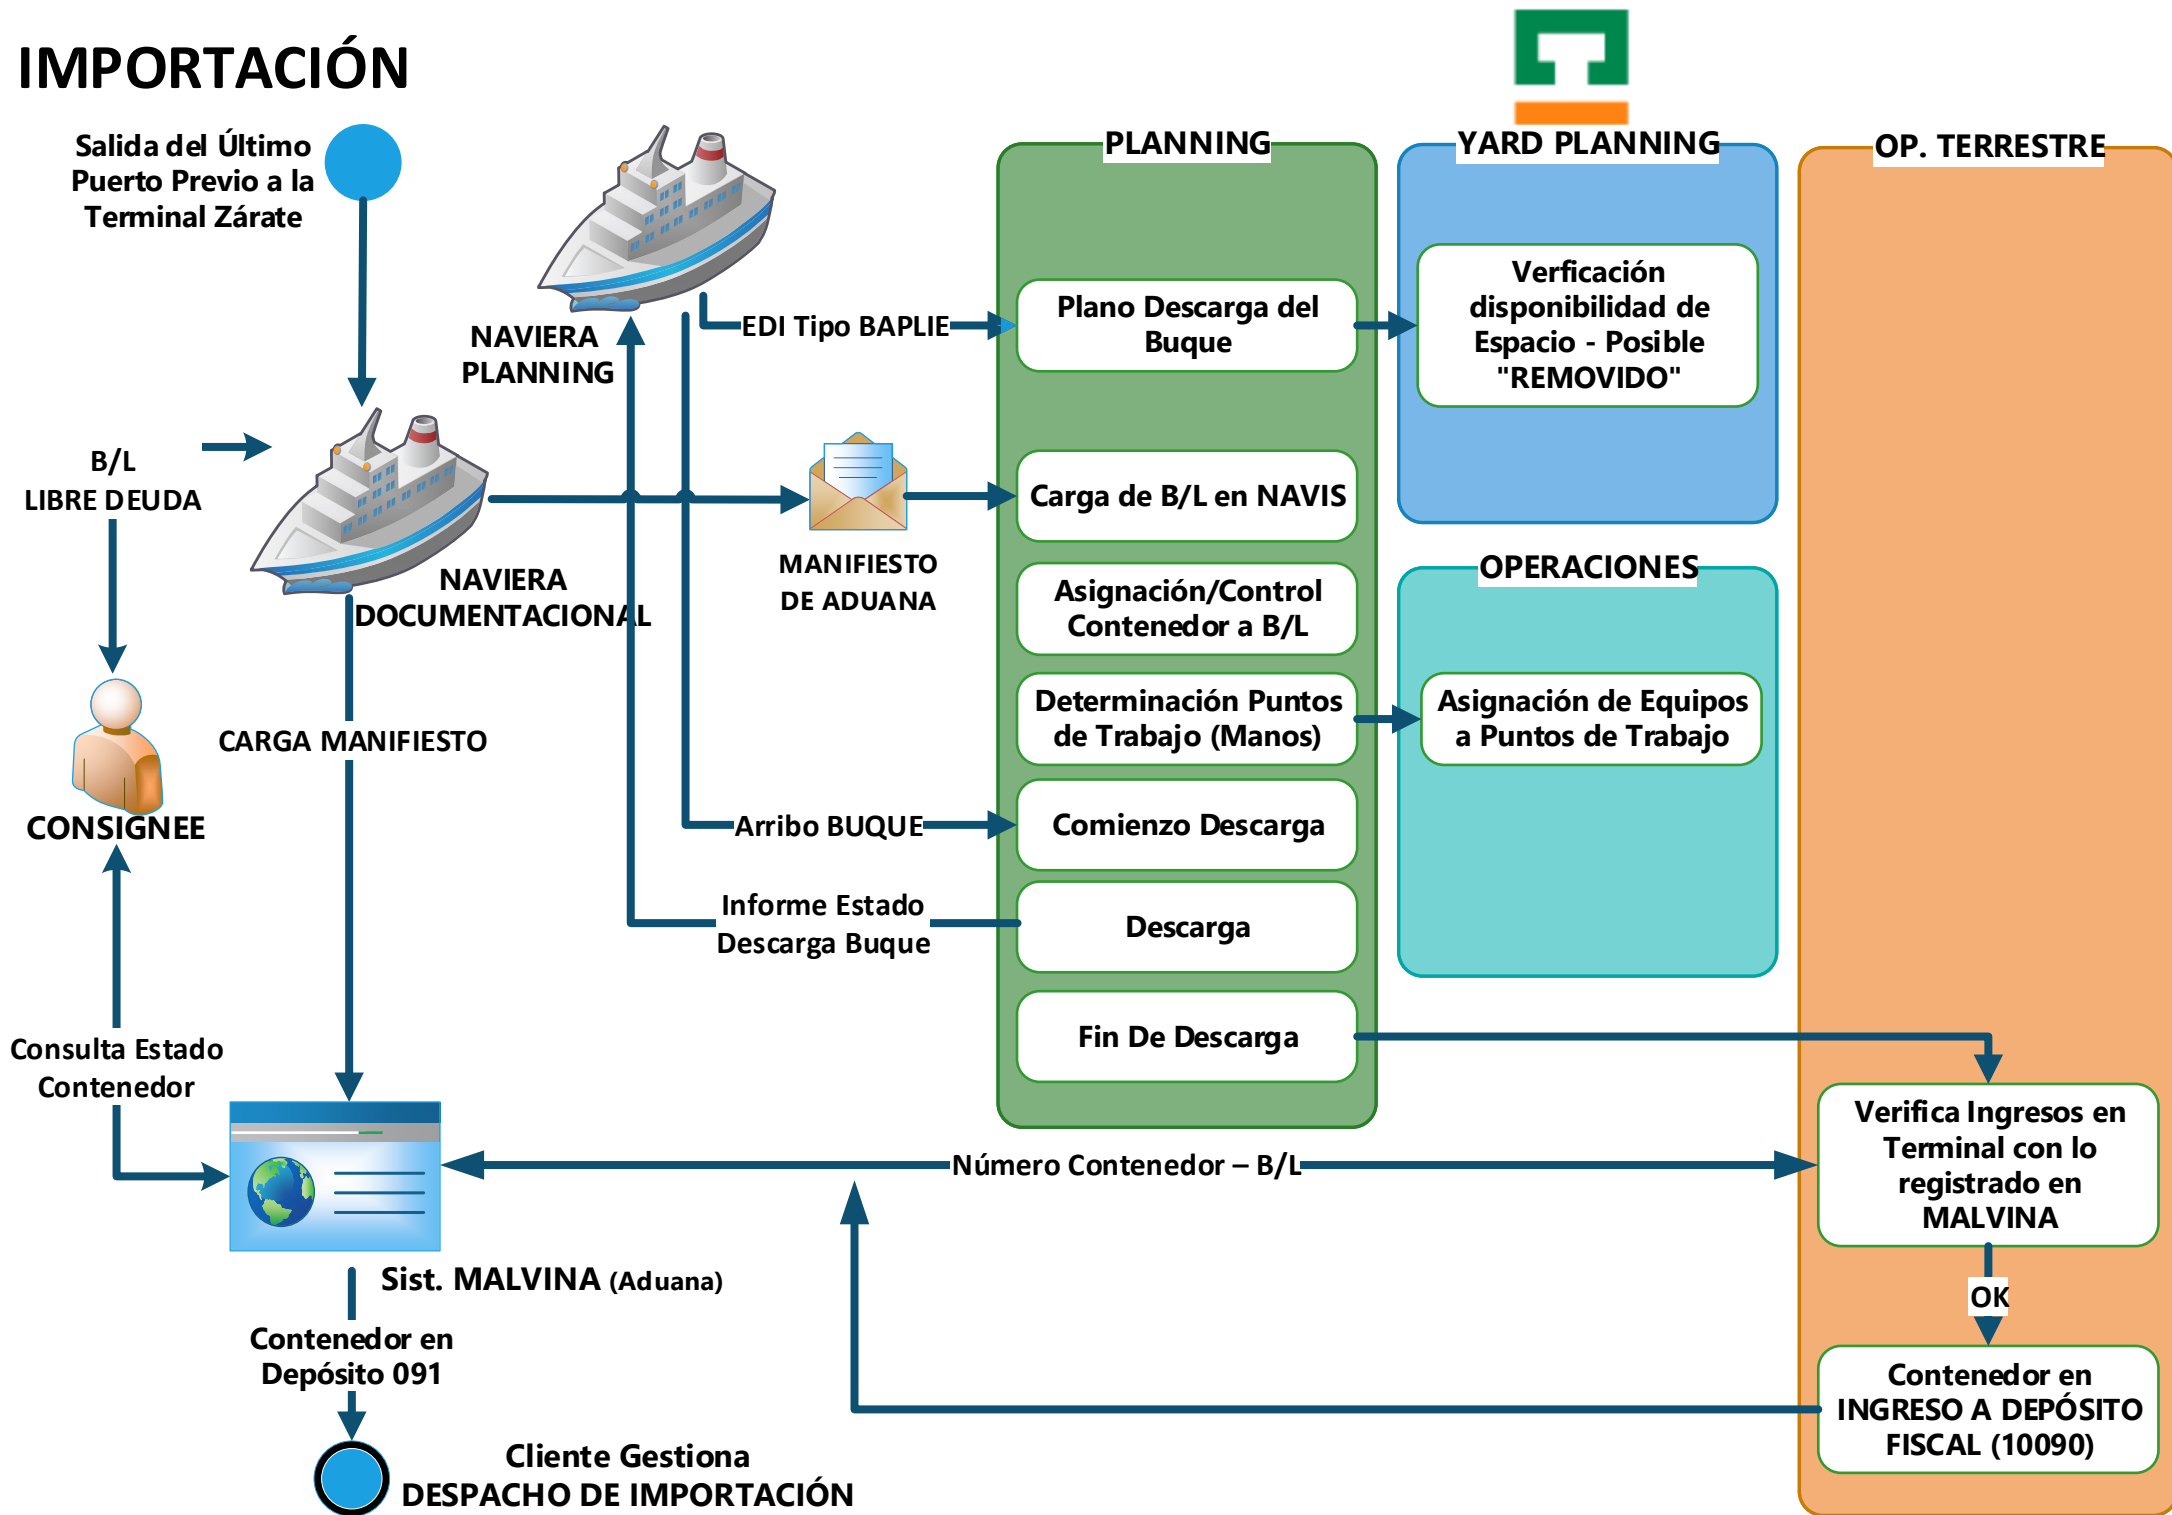 IMPORTACIÓN
Salida del Último
Puerto Previo a la
Terminal Zárate
NAVIERA
PLANNING
EDI Tipo BAPLIE
B/L
LIBRE DEUDA
NAVIERA
DOCUMENTACIONAL
MANIFIESTO
DE ADUANA
CARGA MANIFIESTO
CONSIGNEE
Arribo BUQUE
Informe Estado
Descarga Buque
Consulta Estado
Contenedor
PLANNING
Plano Descarga del
Buque
Carga de B/L en NAVIS
Asignación/Control
Contenedor a B/L
Determinación Puntos
de Trabajo (Manos)
Comienzo Descarga
Descarga
Fin De Descarga
YARD PLANNING
Verficación
disponibilidad de
Espacio - Posible
"REMOVIDO"
OPERACIONES
Asignación de Equipos
a Puntos de Trabajo
OP. TERRESTRE
Verifica Ingresos en
Terminal con lo
registrado en
MALVINA
OK
Contenedor en
INGRESO A DEPÓSITO
FISCAL (10090)
Número Contenedor – B/L
Sist. MALVINA (Aduana)
Contenedor en
Depósito 091
Cliente Gestiona
DESPACHO DE IMPORTACIÓN